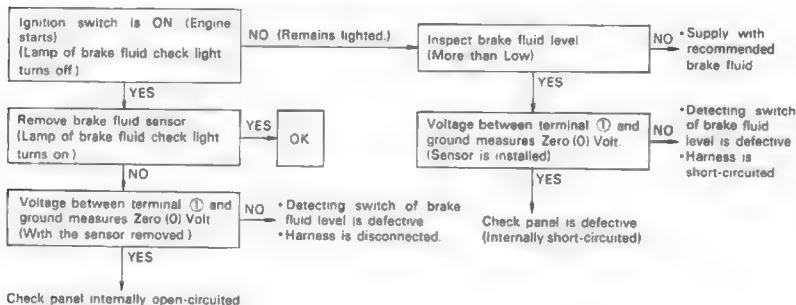 Ignition switch is ON (Engine
starts)
(Lamp of brake fluid check light
turns off)
NO (Remains lighted.)
Inspect brake fluid level
(More than Low)
NO
• Supply with
recommended
brake fluid
YES
YES
Remove brake fluid sensor
(Lamp of brake fluid check light
turns on)
YES
OK
Voltage between terminal ① and
ground measures Zero (0) Volt.
(Sensor is installed)
NO
• Detecting switch
of brake fluid
level is defective
• Harness is
short-circuited
NO
YES
Voltage between terminal ① and
ground measures Zero (0) Volt
(With the sensor removed)
NO
• Detecting switch of brake
fluid level is defective
• Harness is disconnected.
Check panel is defective
(Internally short-circuited)
YES
Check panel internally open-circuited